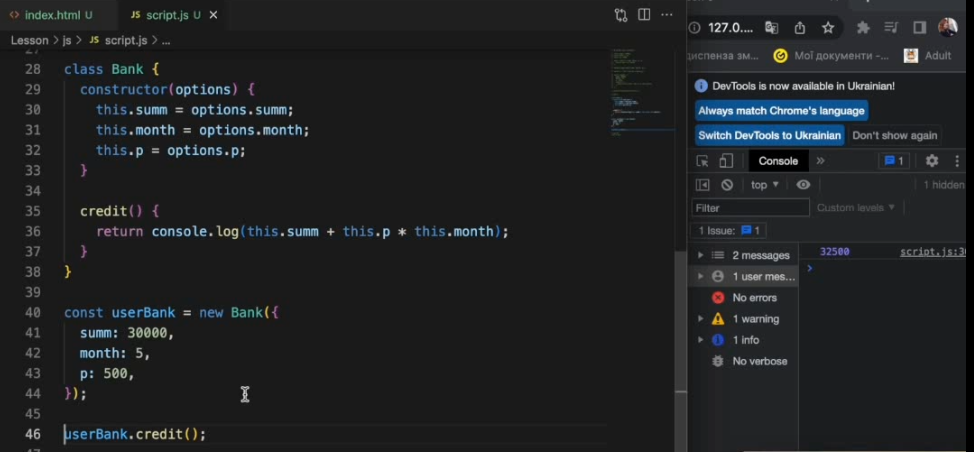 index.html U
script.js U
Lesson > js > JS script.js > ...
27
28 class Bank {
29 constructor(options) {
30 this.summ = options.summ;
31 this.month = options.month;
32 this.p = options.p;
33 }
34
35 credit() {
36 return console.log(this.summ + this.p * this.month);
37 }
38 }
39
40 const userBank = new Bank({
41 summ: 30000,
42 month: 5,
43 p: 500,
44 });
45
46 userBank.credit();
127.0....
диспенза зм...
Мої документи -...
Adult
DevTools is now available in Ukrainian!
Always match Chrome's language
Switch DevTools to Ukrainian
Don't show again
Console
1
top
1 hidden
Filter
Custom levels
1 Issue: 1
2 messages
1 user mes...
No errors
1 warning
1 info
No verbose
32500
script.js:3